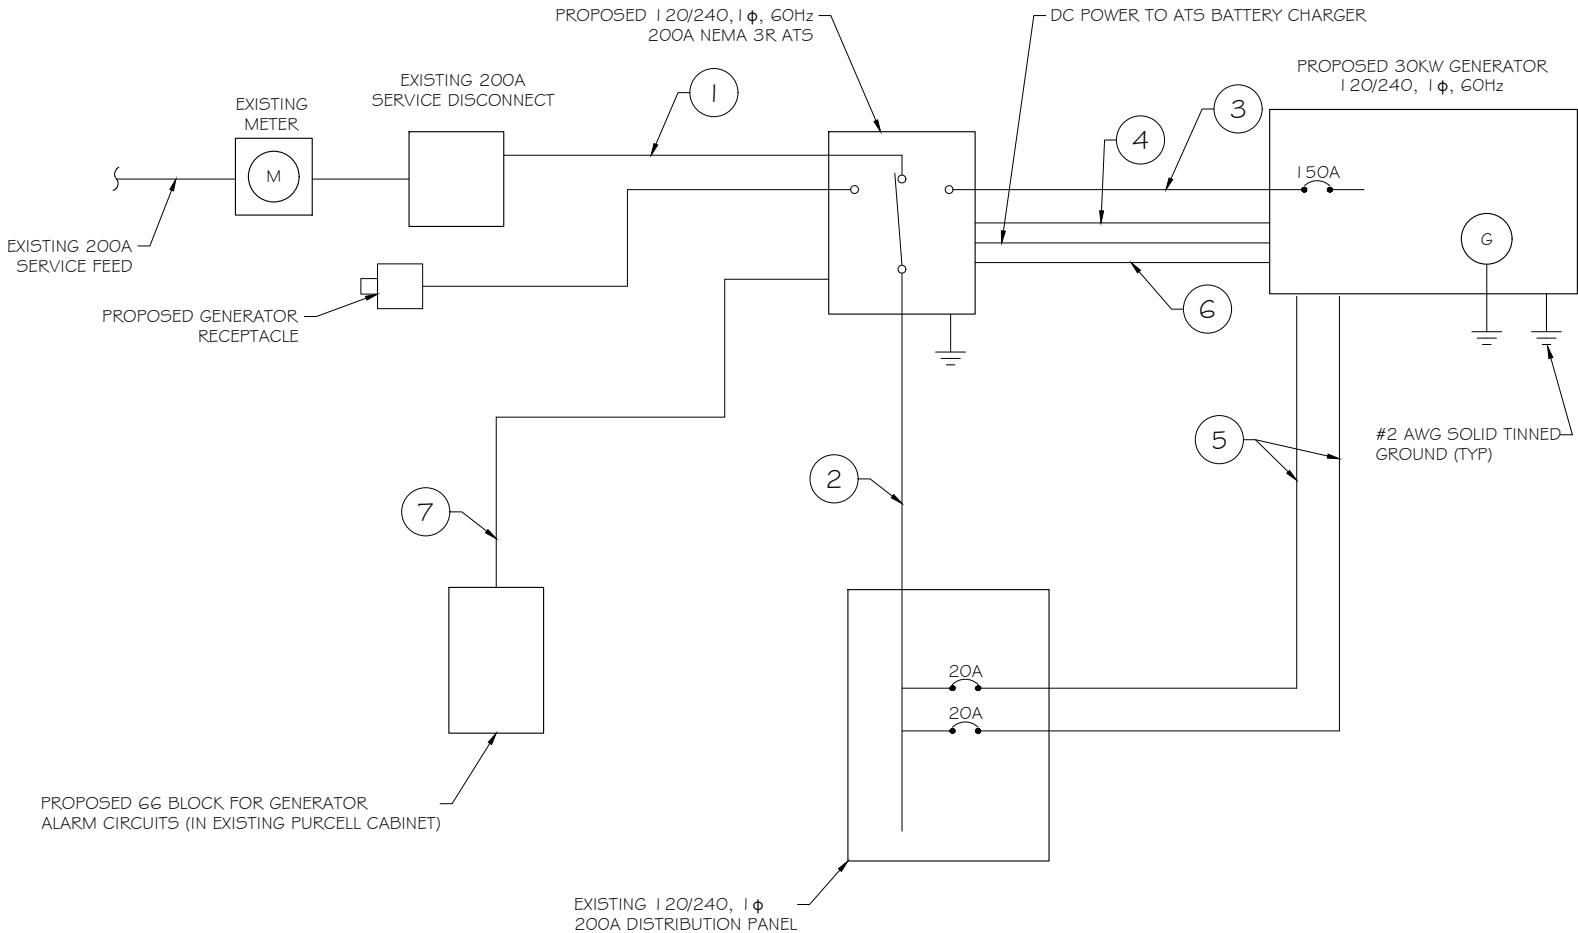 PROPOSED 120/240, 1ϕ, 60Hz
200A NEMA 3R ATS
DC POWER TO ATS BATTERY CHARGER
EXISTING 200A
SERVICE DISCONNECT
PROPOSED 30KW GENERATOR
120/240, 1ϕ, 60Hz
EXISTING
METER
1
3
4
M
150A
G
EXISTING 200A
SERVICE FEED
PROPOSED GENERATOR
RECEPTACLE
6
5
#2 AWG SOLID TINNED
GROUND (TYP)
2
7
20A
20A
PROPOSED 66 BLOCK FOR GENERATOR
ALARM CIRCUITS (IN EXISTING PURCELL CABINET)
EXISTING 120/240, 1ϕ
200A DISTRIBUTION PANEL